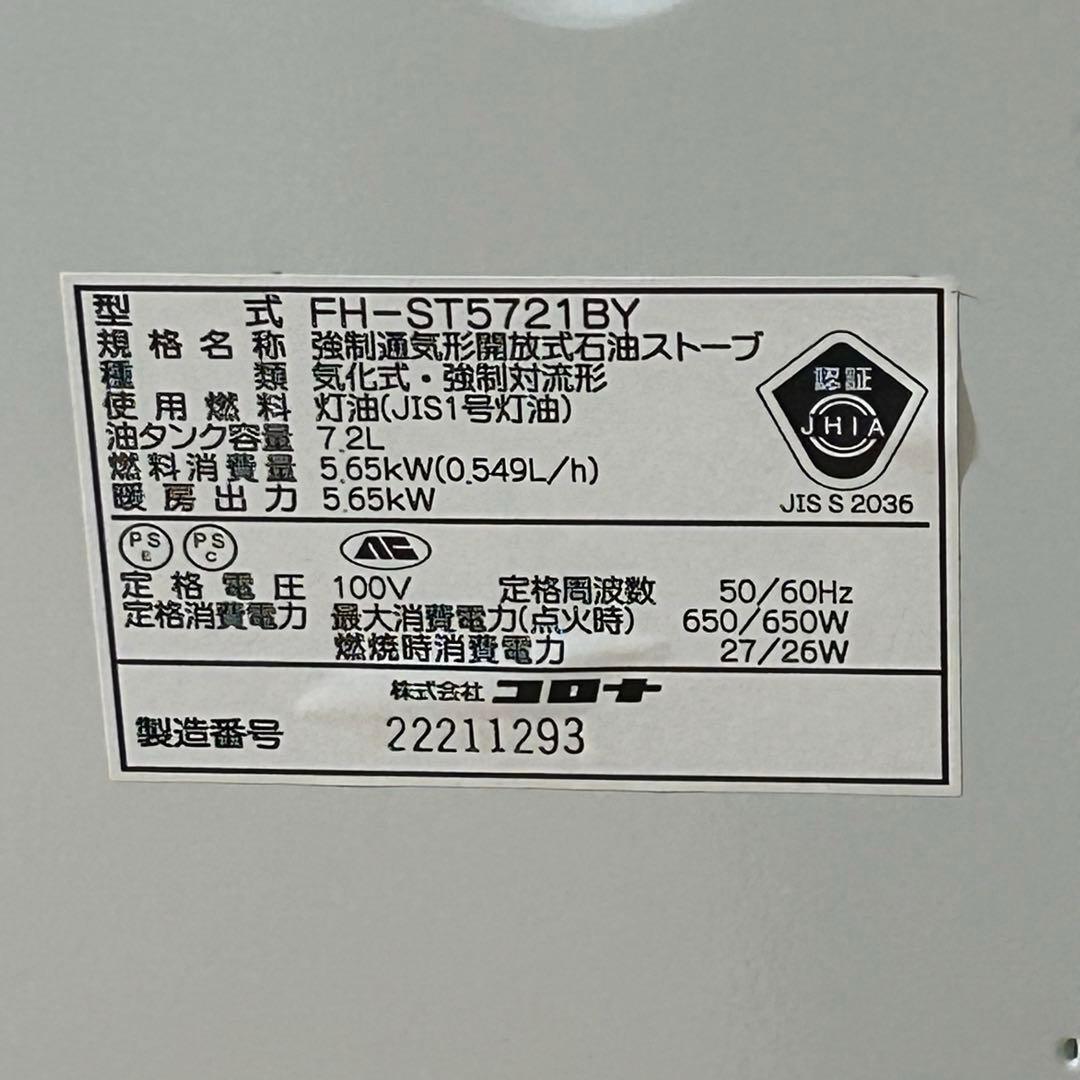 型式 FH-ST5721BY
規格名称 強制通気形開放式石油ストーブ
種類 気化式・強制対流形
使用燃料 灯油(JIS1号灯油)
油タンク容量 7.2L
燃料消費量 5.65kW(0.549L/h)
暖房出力 5.65kW
認証
JHIA
JIS S 2036
PS E PS C
定格電圧 100V 定格周波数 50/60Hz
定格消費電力 最大消費電力(点火時) 650/650W
燃焼時消費電力 27/26W
株式会社 コロナ
製造番号 22211293